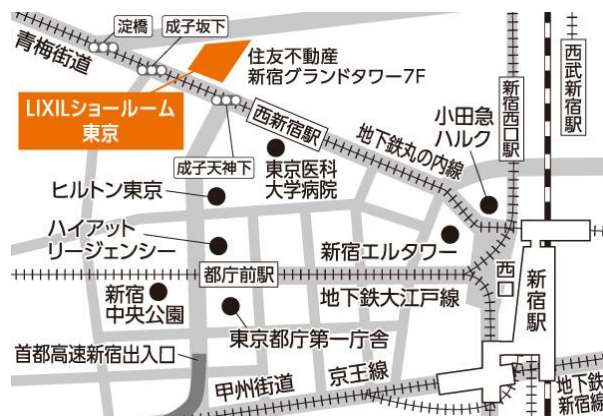 淀橋
成子坂下
青梅街道
住友不動産
新宿グランドタワー7F
LIXILショールーム
東京
西新宿駅
成子天神下
地下鉄丸の内線
小田急
ハルク
新宿西口駅
西武新宿駅
東京医科
大学病院
ヒルトン東京
ハイアット
リージェンシー
新宿エルタワー
都庁前駅
西口
新宿駅
新宿
中央公園
地下鉄大江戸線
東京都庁第一庁舎
首都高速新宿出入口
甲州街道
京王線
地下鉄
新宿線